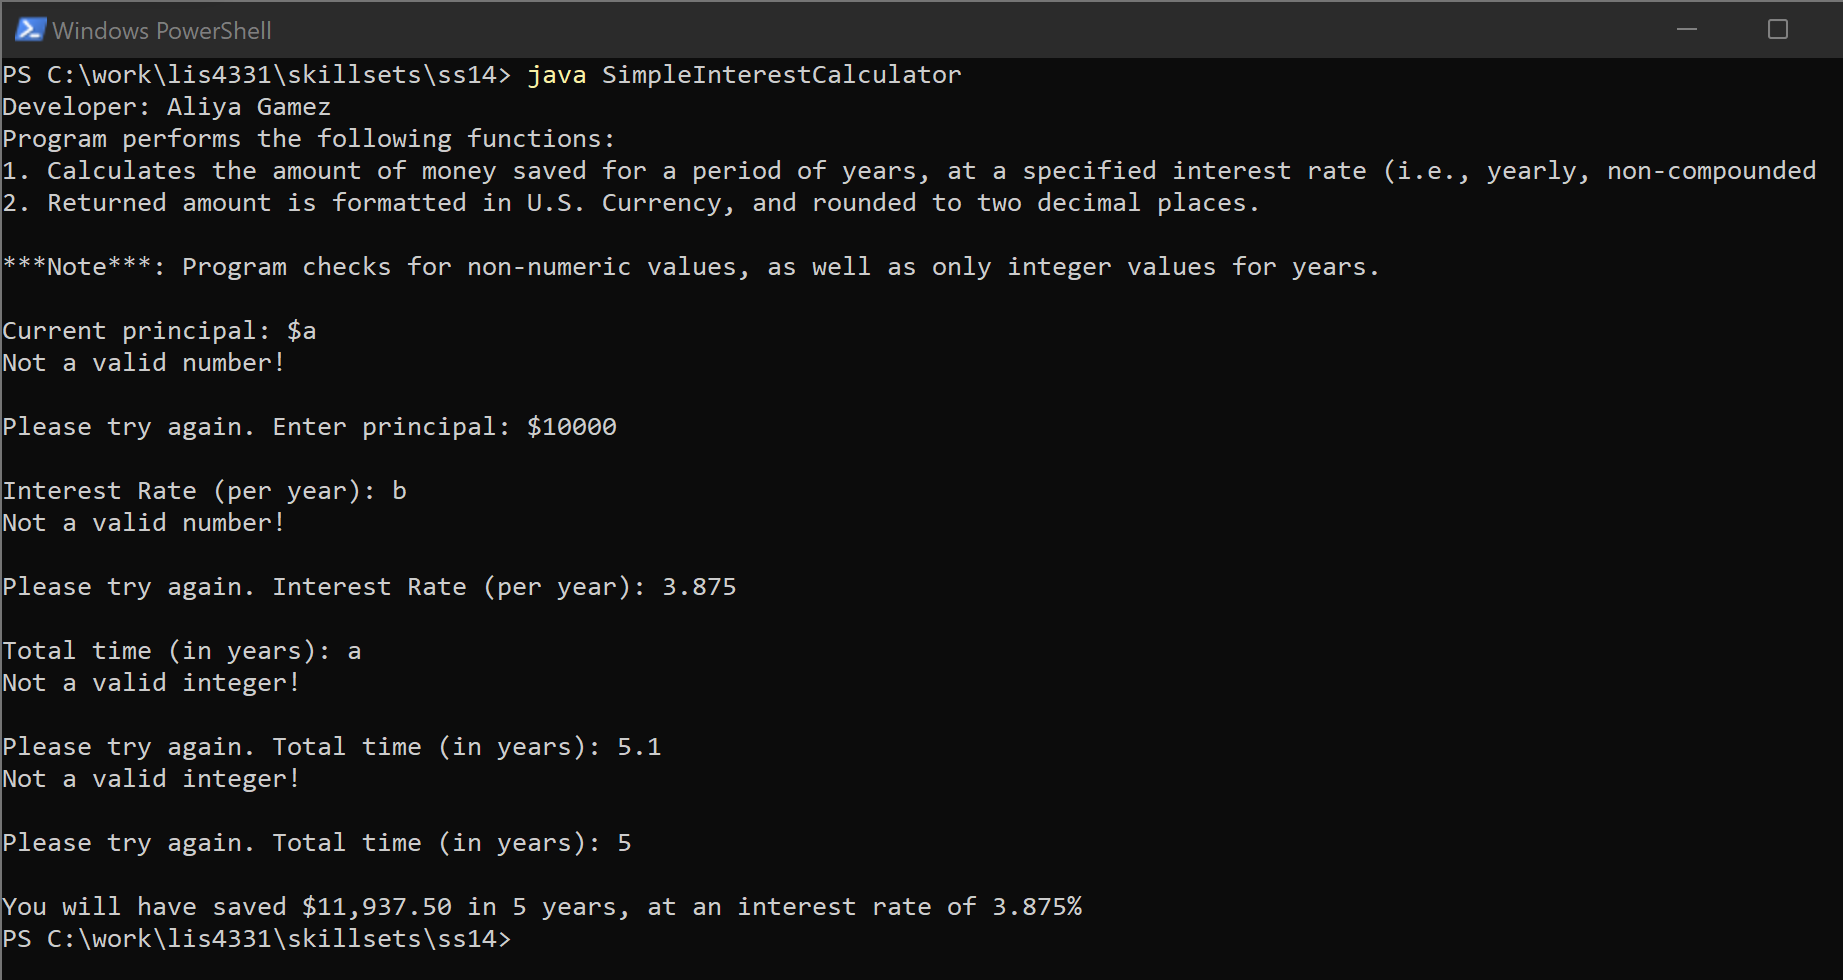 Windows PowerShell
PS C:\work\lis4331\skillsets\ss14> java SimpleInterestCalculator
Developer: Aliya Gamez
Program performs the following functions:
1. Calculates the amount of money saved for a period of years, at a specified interest rate (i.e., yearly, non-compounded
2. Returned amount is formatted in U.S. Currency, and rounded to two decimal places.
***Note***: Program checks for non-numeric values, as well as only integer values for years.
Current principal: $a
Not a valid number!
Please try again. Enter principal: $10000
Interest Rate (per year): b
Not a valid number!
Please try again. Interest Rate (per year): 3.875
Total time (in years): a
Not a valid integer!
Please try again. Total time (in years): 5.1
Not a valid integer!
Please try again. Total time (in years): 5
You will have saved $11,937.50 in 5 years, at an interest rate of 3.875%
PS C:\work\lis4331\skillsets\ss14>